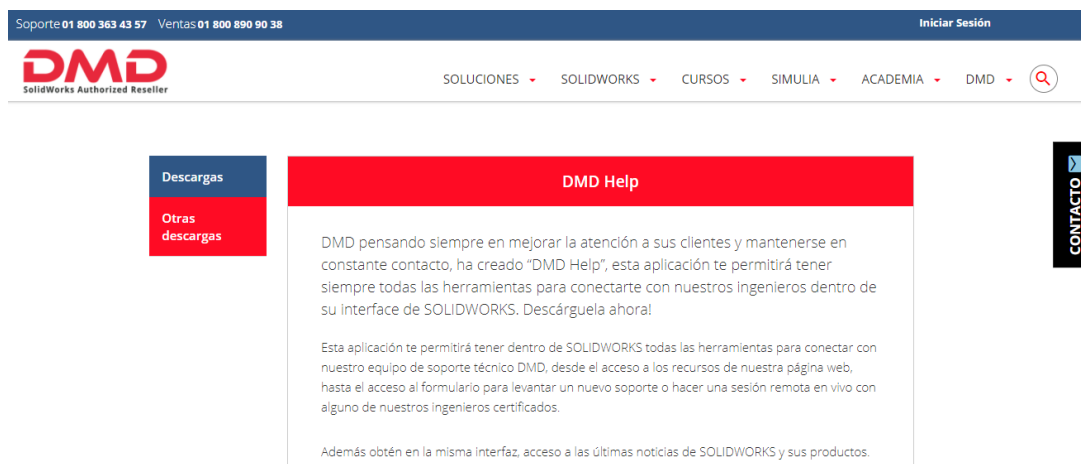 Soporte 01 800 363 43 57 Ventas 01 800 890 90 38
Iniciar Sesión
DMD
SolidWorks Authorized Reseller
SOLUCIONES SOLIDWORKS CURSOS SIMULIA ACADEMIA DMD
Descargas
Otras
descargas
DMD Help
DMD pensando siempre en mejorar la atención a sus clientes y mantenerse en
constante contacto, ha creado “DMD Help”, esta aplicación te permitirá tener
siempre todas las herramientas para conectarte con nuestros ingenieros dentro de
su interface de SOLIDWORKS. Descárguela ahora!
Esta aplicación te permitirá tener dentro de SOLIDWORKS todas las herramientas para conectar con
nuestro equipo de soporte técnico DMD, desde el acceso a los recursos de nuestra página web,
hasta el acceso al formulario para levantar un nuevo soporte o hacer una sesión remota en vivo con
alguno de nuestros ingenieros certificados.
Además obtén en la misma interfaz, acceso a las últimas noticias de SOLIDWORKS y sus productos.
CONTACTO